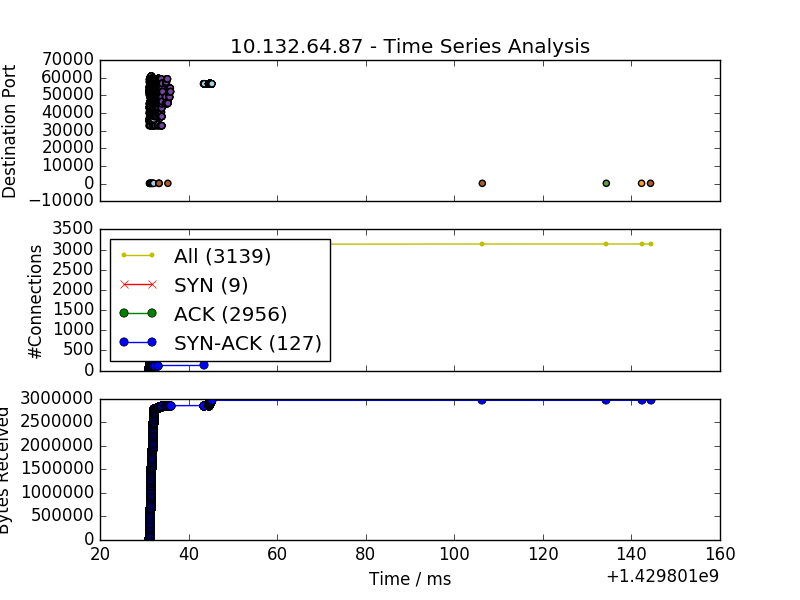 10.132.64.87 - Time Series Analysis
70000
60000
50000
40000
30000
20000
10000
0
−10000
Destination Port
3500
3000
2500
2000
1500
1000
500
0
#Connections
All (3139)
SYN (9)
ACK (2956)
SYN-ACK (127)
3000000
2500000
2000000
1500000
1000000
500000
0
Bytes Received
20 40 60 80 100 120 140 160
Time / ms
+1.429801e9